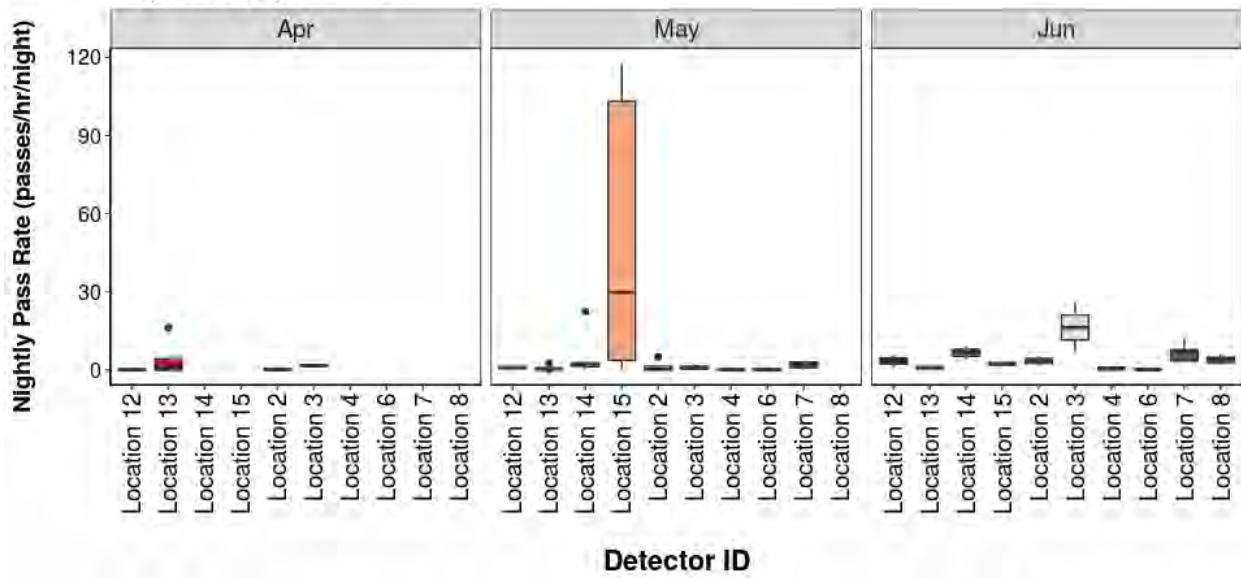 Apr May Jun
Nightly Pass Rate (passes/hr/night)
120
90
60
30
0
Location 12
Location 13
Location 14
Location 15
Location 2
Location 3
Location 4
Location 6
Location 7
Location 8
Location 12
Location 13
Location 14
Location 15
Location 2
Location 3
Location 4
Location 6
Location 7
Location 8
Location 12
Location 13
Location 14
Location 15
Location 2
Location 3
Location 4
Location 6
Location 7
Location 8
Detector ID